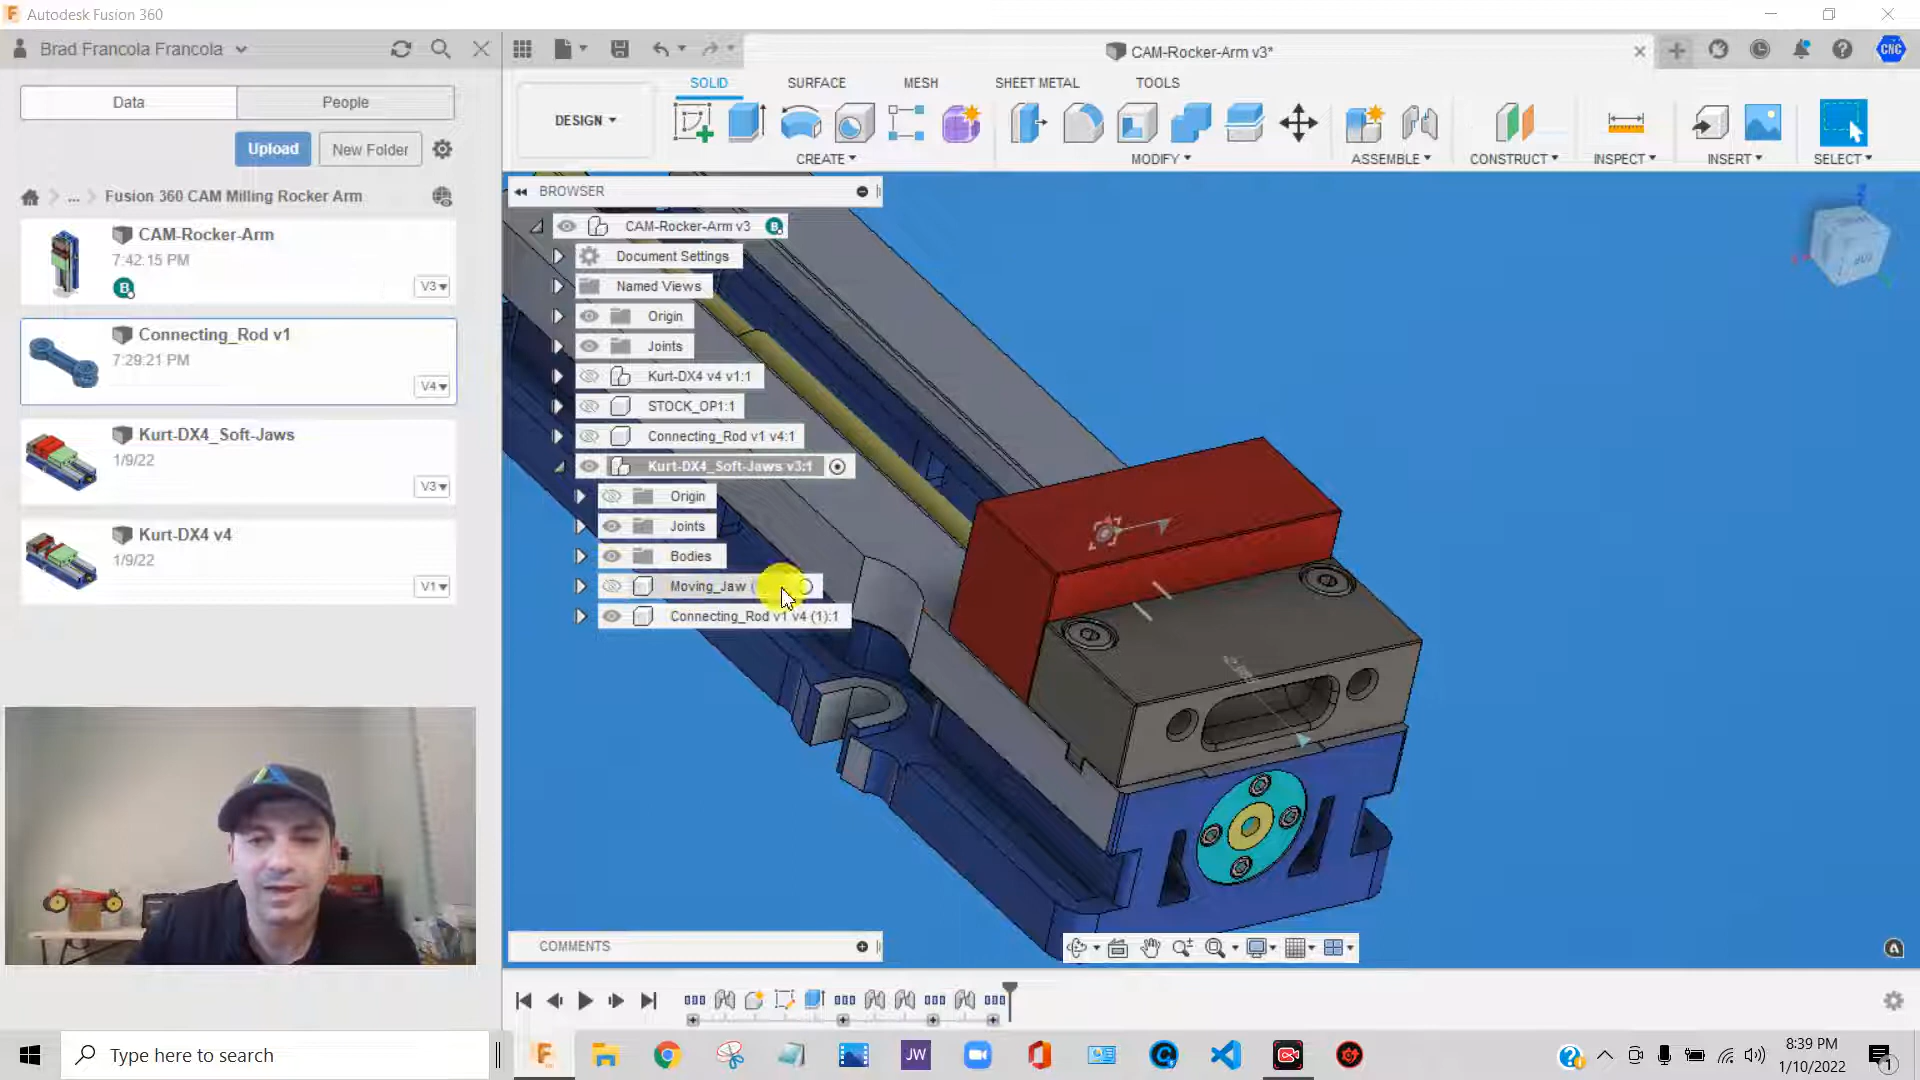 Autodesk Fusion 360
Brad Francola Francola
CAM-Rocker-Arm v3*
CNC
Data
People
SOLID
SURFACE
MESH
SHEET METAL
TOOLS
DESIGN
CREATE
MODIFY
ASSEMBLE
CONSTRUCT
INSPECT
INSERT
SELECT
Upload
New Folder
... Fusion 360 CAM Milling Rocker Arm
CAM-Rocker-Arm
7:42:15 PM
B
V3
Connecting_Rod v1
7:29:21 PM
V4
Kurt-DX4_Soft-Jaws
1/9/22
V3
Kurt-DX4 v4
1/9/22
V1
BROWSER
CAM-Rocker-Arm v3
B
Document Settings
Named Views
Origin
Joints
Kurt-DX4 v4 v1:1
STOCK_OP1:1
Connecting_Rod v1 v4:1
Kurt-DX4_Soft-Jaws v3:1
Origin
Joints
Bodies
Moving_Jaw (
Connecting_Rod v1 v4 (1):1
COMMENTS
Type here to search
JW
8:39 PM
1/10/2022
1